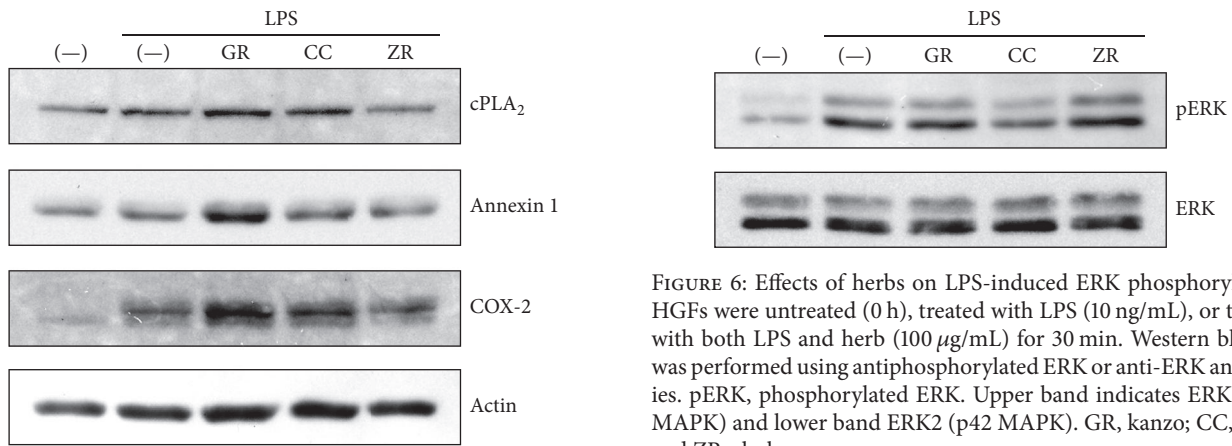 LPS
(—) (—) GR CC ZR
cPLA₂
Annexin 1
COX-2
Actin
LPS
(—) (—) GR CC ZR
pERK
ERK
FIGURE 6: Effects of herbs on LPS-induced ERK phosphory
HGFs were untreated (0 h), treated with LPS (10 ng/mL), or t
with both LPS and herb (100 μg/mL) for 30 min. Western bl
was performed using antiphosphorylated ERK or anti-ERK an
ies. pERK, phosphorylated ERK. Upper band indicates ERK
MAPK) and lower band ERK2 (p42 MAPK). GR, kanzo; CC,